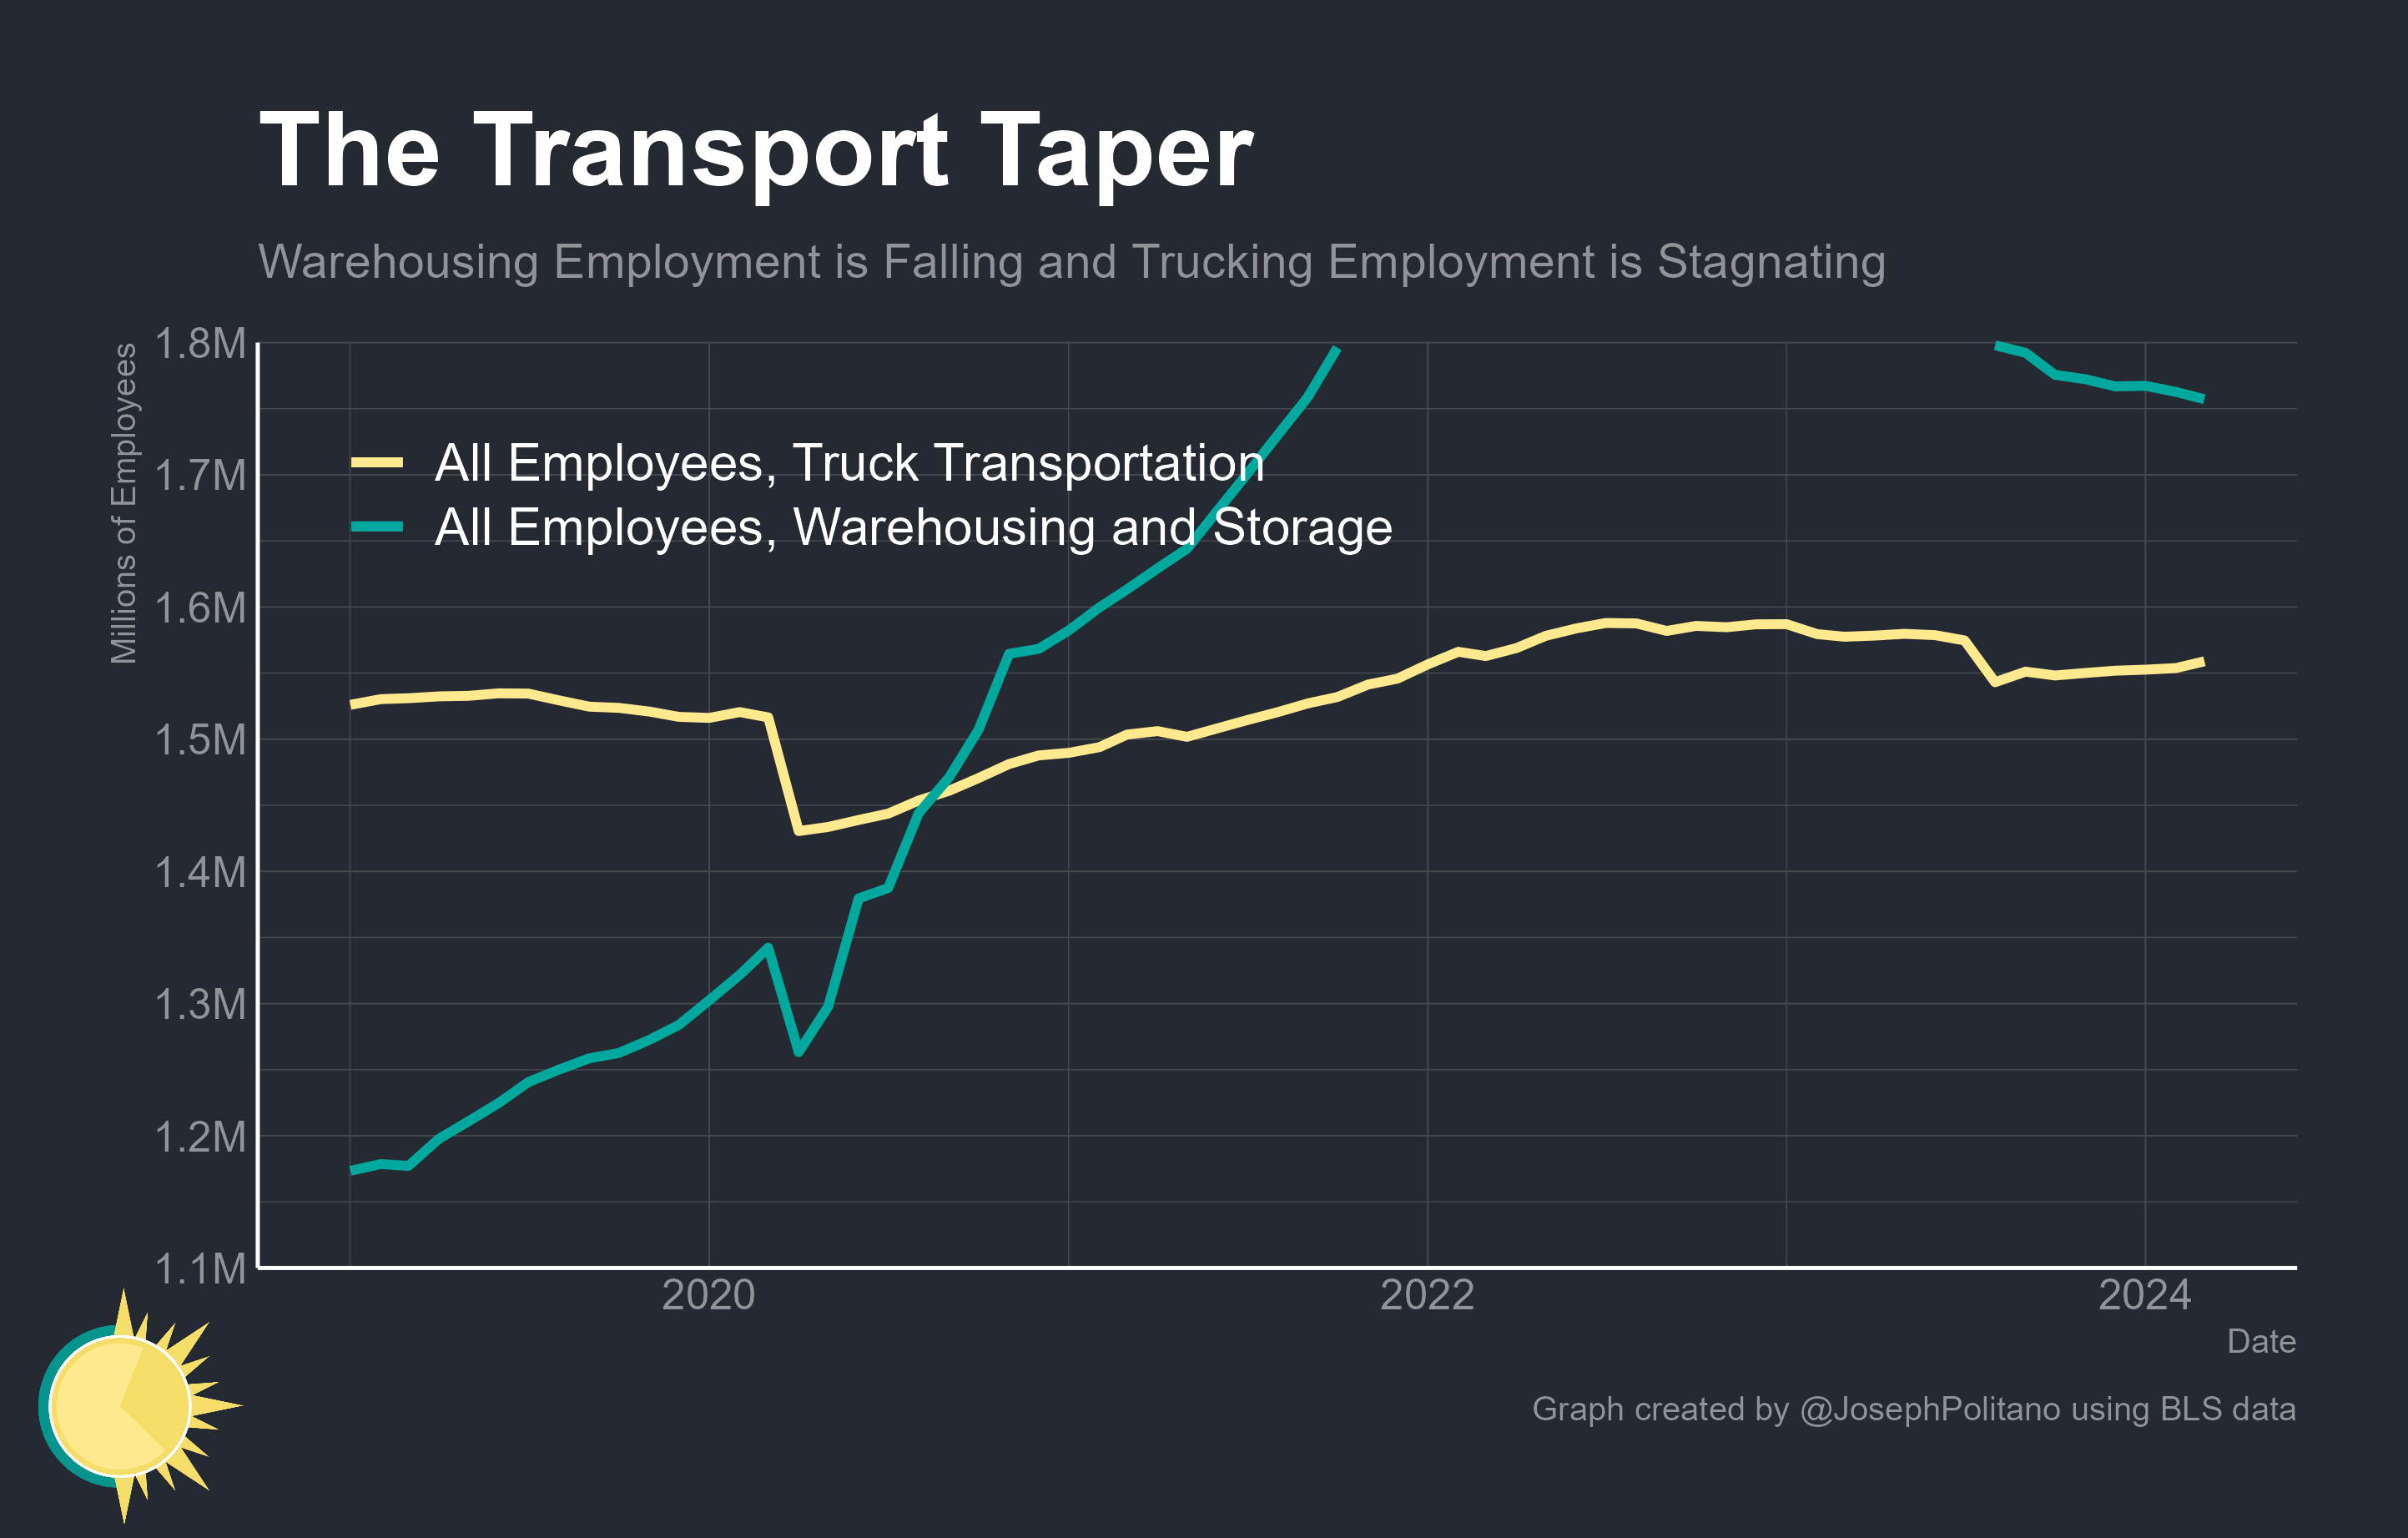 The Transport Taper
Warehousing Employment is Falling and Trucking Employment is Stagnating
Millions of Employees
1.8M
1.7M
1.6M
1.5M
1.4M
1.3M
1.2M
1.1M
All Employees, Truck Transportation
All Employees, Warehousing and Storage
2020
2022
2024
Date
Graph created by @JosephPolitano using BLS data